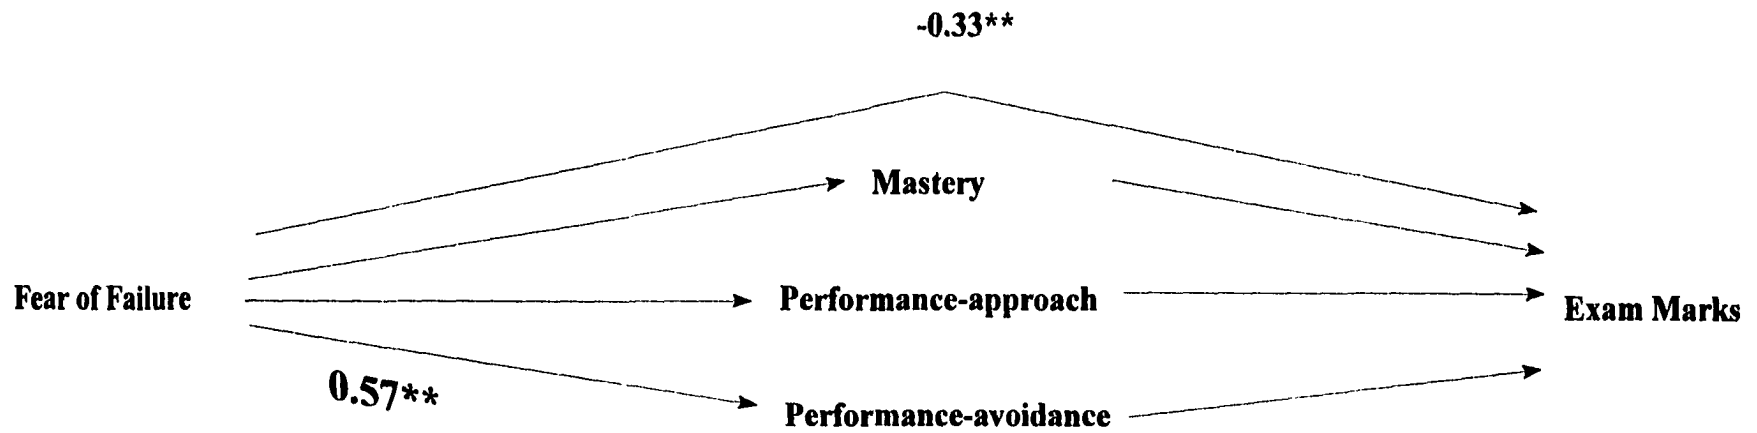 -0.33**
Mastery
Fear of Failure
Performance-approach
Exam Marks
0.57**
Performance-avoidance